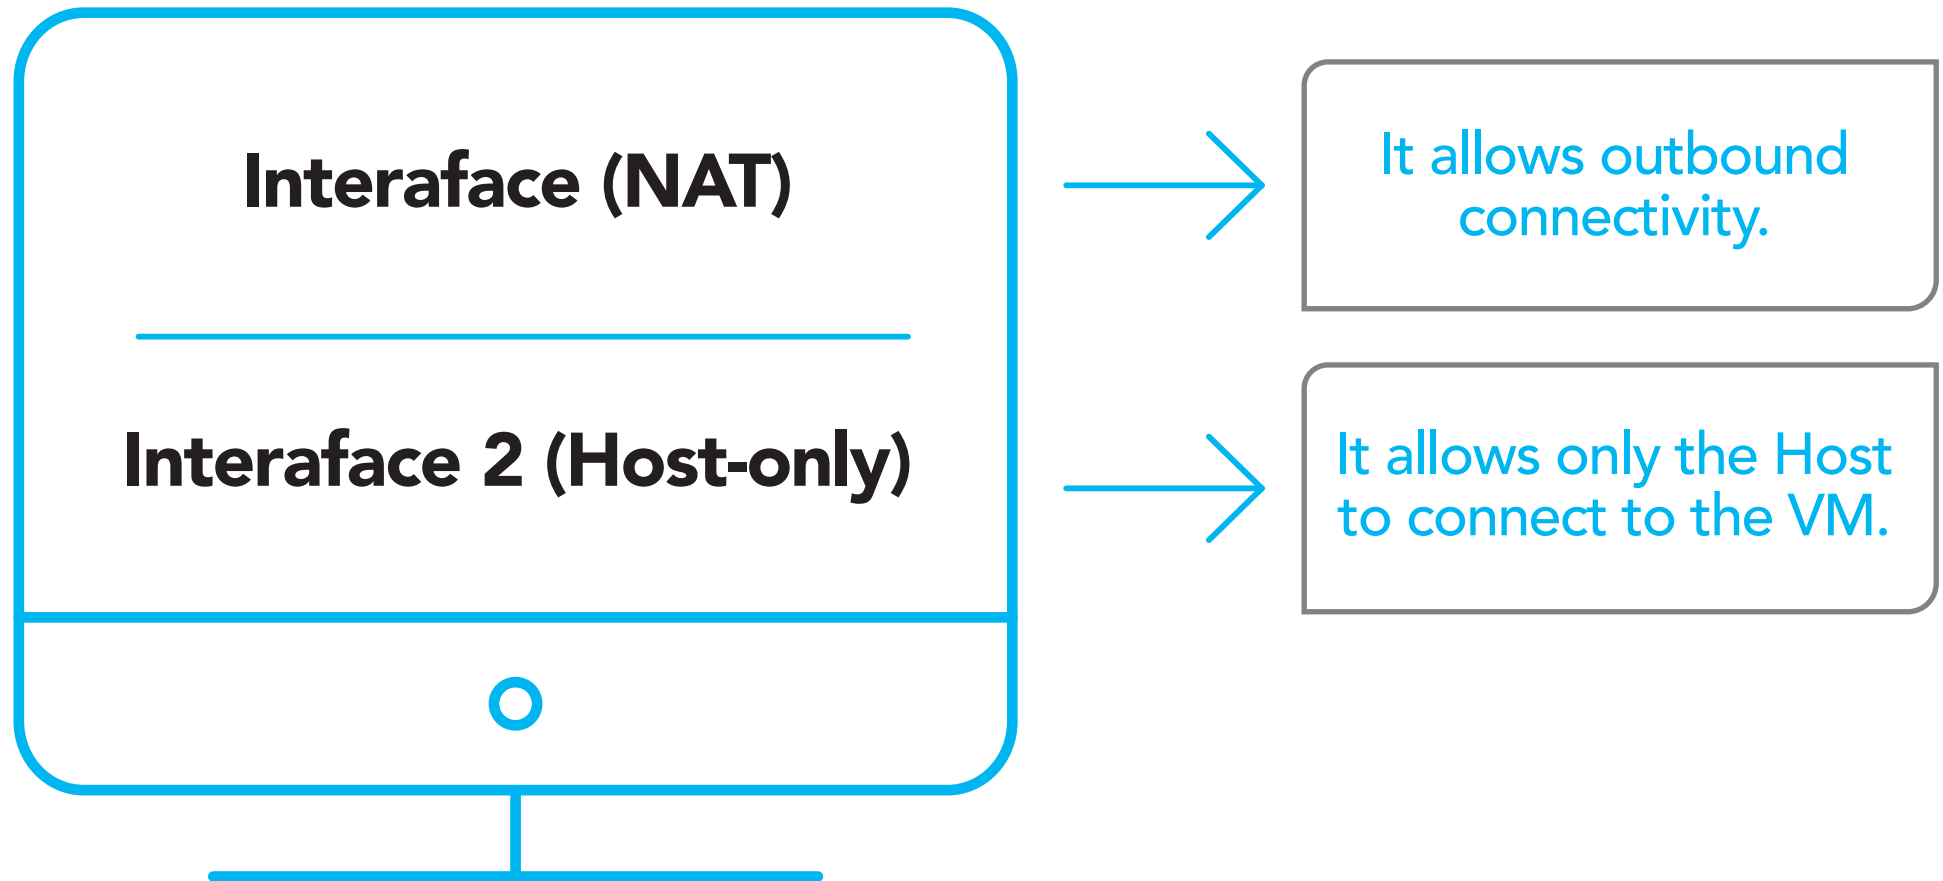 Interaface (NAT)
It allows outbound
connectivity.
Interaface 2 (Host-only)
It allows only the Host
to connect to the VM.